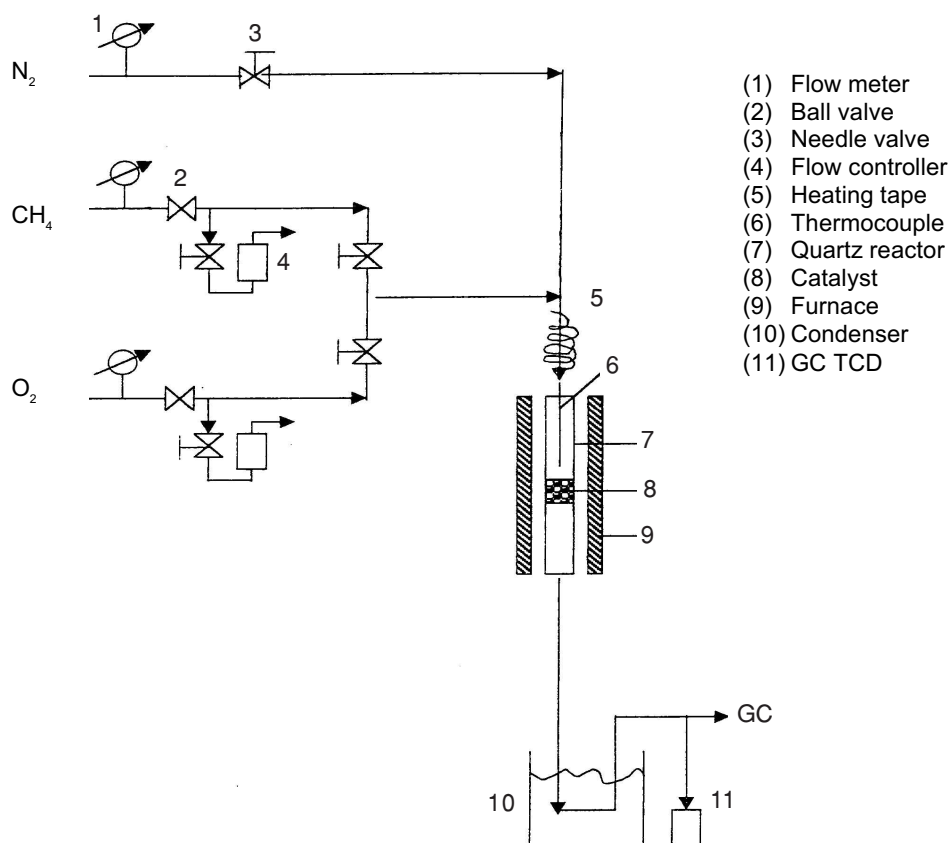 1
3
N₂
2
CH₄
4
5
O₂
6
7
8
9
GC
10
11
(1) Flow meter
(2) Ball valve
(3) Needle valve
(4) Flow controller
(5) Heating tape
(6) Thermocouple
(7) Quartz reactor
(8) Catalyst
(9) Furnace
(10) Condenser
(11) GC TCD